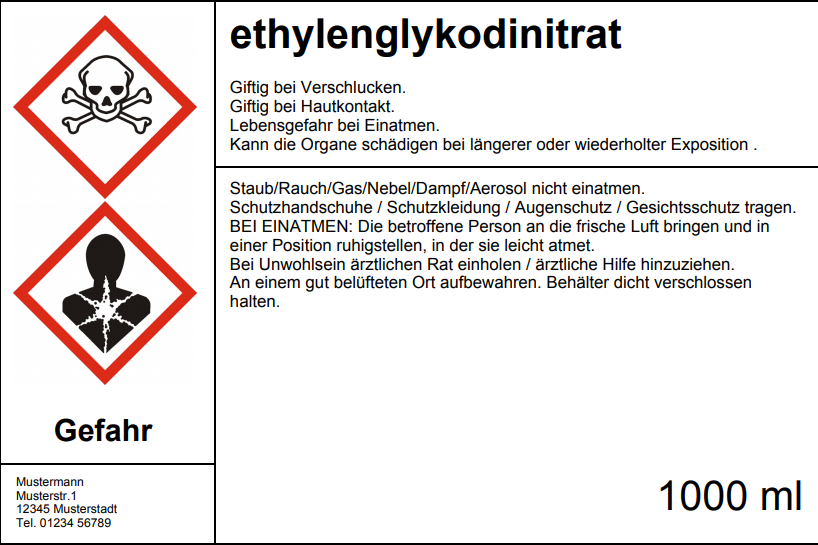 ethylenglykodinitrat
Giftig bei Verschlucken.
Giftig bei Hautkontakt.
Lebensgefahr bei Einatmen.
Kann die Organe schädigen bei längerer oder wiederholter Exposition .
Staub/Rauch/Gas/Nebel/Dampf/Aerosol nicht einatmen.
Schutzhandschuhe / Schutzkleidung / Augenschutz / Gesichtsschutz tragen.
BEI EINATMEN: Die betroffene Person an die frische Luft bringen und in
einer Position ruhigstellen, in der sie leicht atmet.
Bei Unwohlsein ärztlichen Rat einholen / ärztliche Hilfe hinzuziehen.
An einem gut belüfteten Ort aufbewahren. Behälter dicht verschlossen
halten.
Gefahr
Mustermann
Musterstr.1
12345 Musterstadt
Tel. 01234 56789
1000 ml